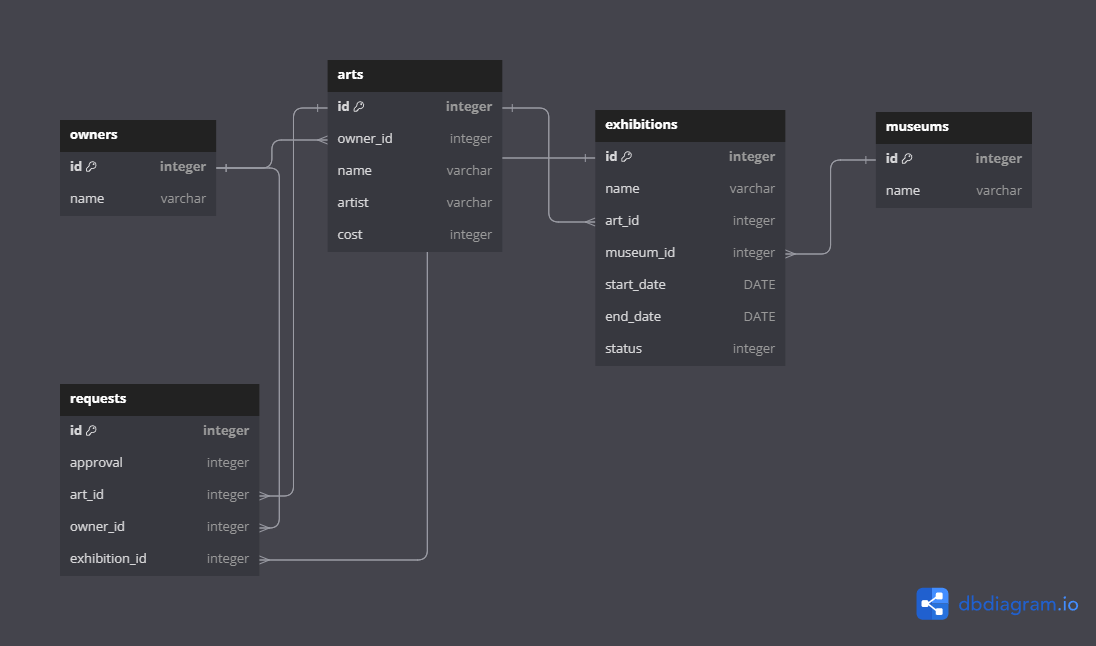 owners
id integer
name varchar
arts
id integer
owner_id integer
name varchar
artist varchar
cost integer
exhibitions
id integer
name varchar
art_id integer
museum_id integer
start_date DATE
end_date DATE
status integer
museums
id integer
name varchar
requests
id integer
approval integer
art_id integer
owner_id integer
exhibition_id integer
dbdiagram.io